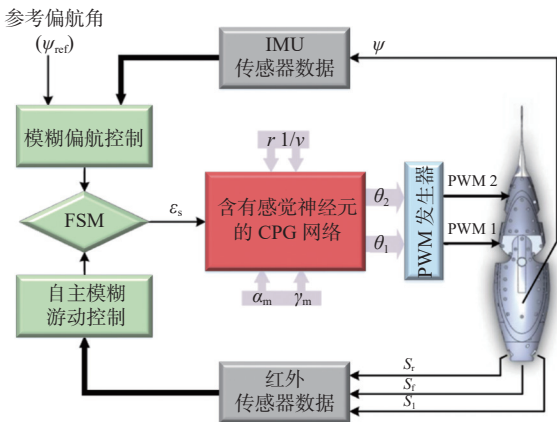 参考偏航角
(ψref)
IMU
传感器数据
ψ
模糊偏航控制
r 1/v
FSM
εs
含有感觉神经元
的 CPG 网络
θ2
θ1
PWM 发生器
PWM 2
PWM 1
自主模糊
游动控制
αm
γm
红外
传感器数据
Sr
Sf
Sl